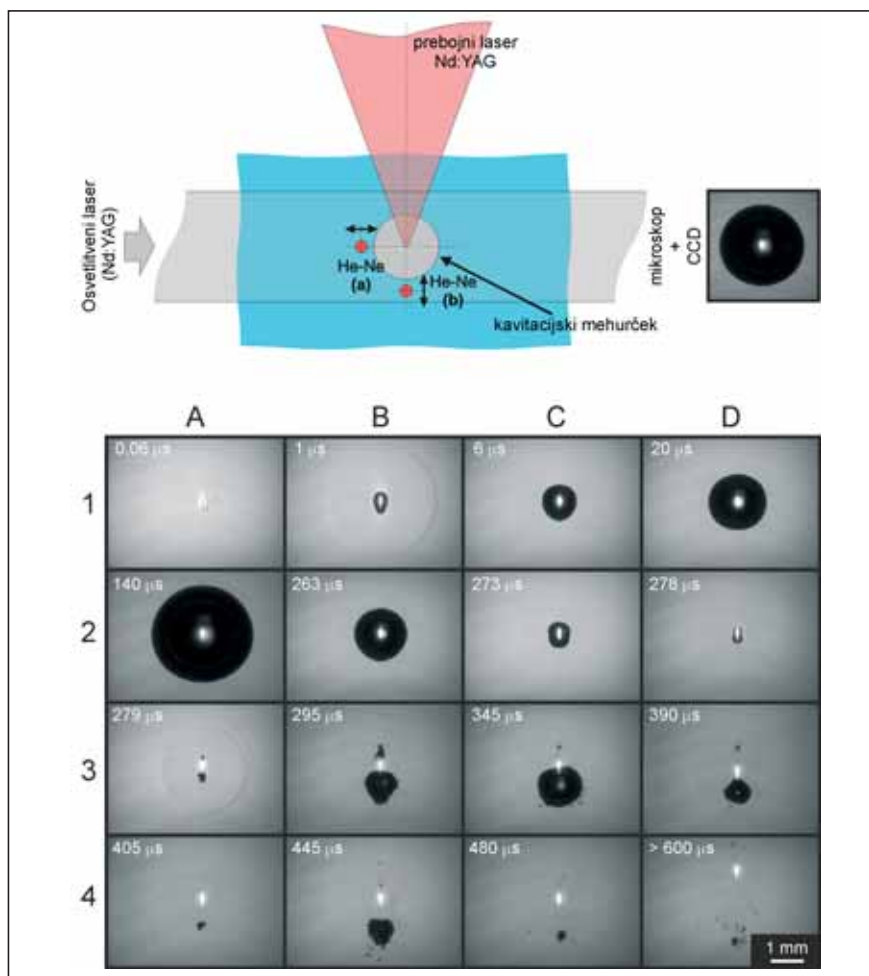 prebojni laser
Nd:YAG
Osvetlitveni laser
(Nd:YAG)
He-Ne
(a)
He-Ne
(b)
kavitacijski mehurček
mikroskop
+
CCD
A B C D
1
0,06 µs 1 µs 6 µs 20 µs
2
140 µs 263 µs 273 µs 278 µs
3
279 µs 295 µs 345 µs 390 µs
4
405 µs 445 µs 480 µs > 600 µs
1 mm